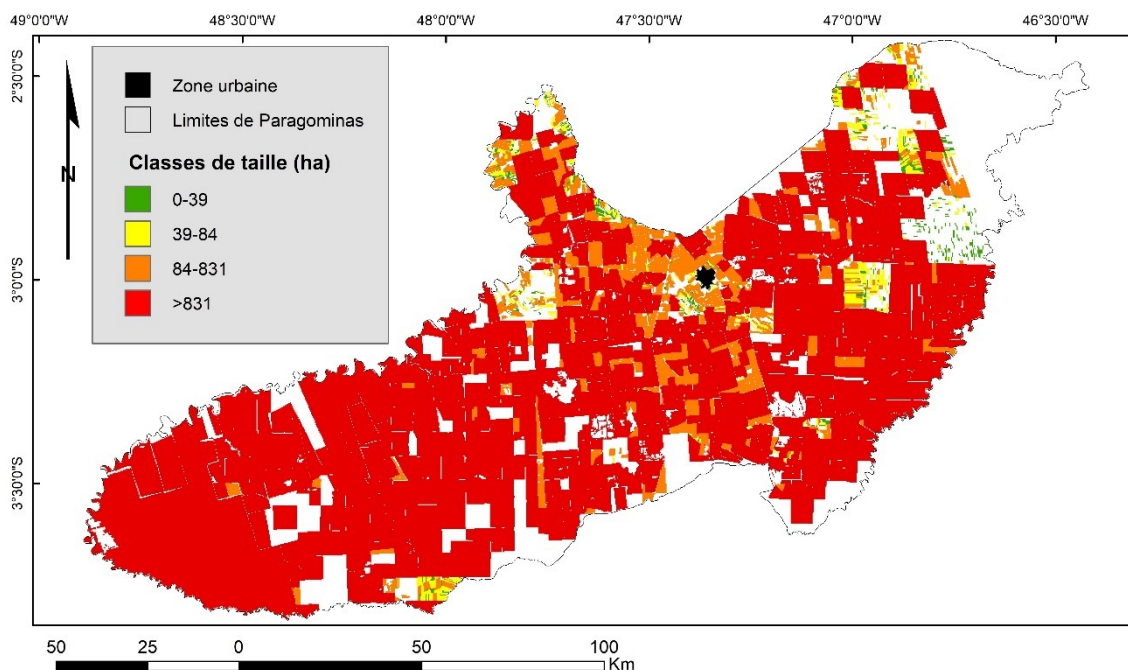 49°0'0"W 48°30'0"W 48°0'0"W 47°30'0"W 47°0'0"W 46°30'0"W
2°30'0"S
3°0'0"S
3°30'0"S
N
Zone urbaine
Limites de Paragominas
Classes de taille (ha)
0-39
39-84
84-831
>831
50 25 0 50 100
Km